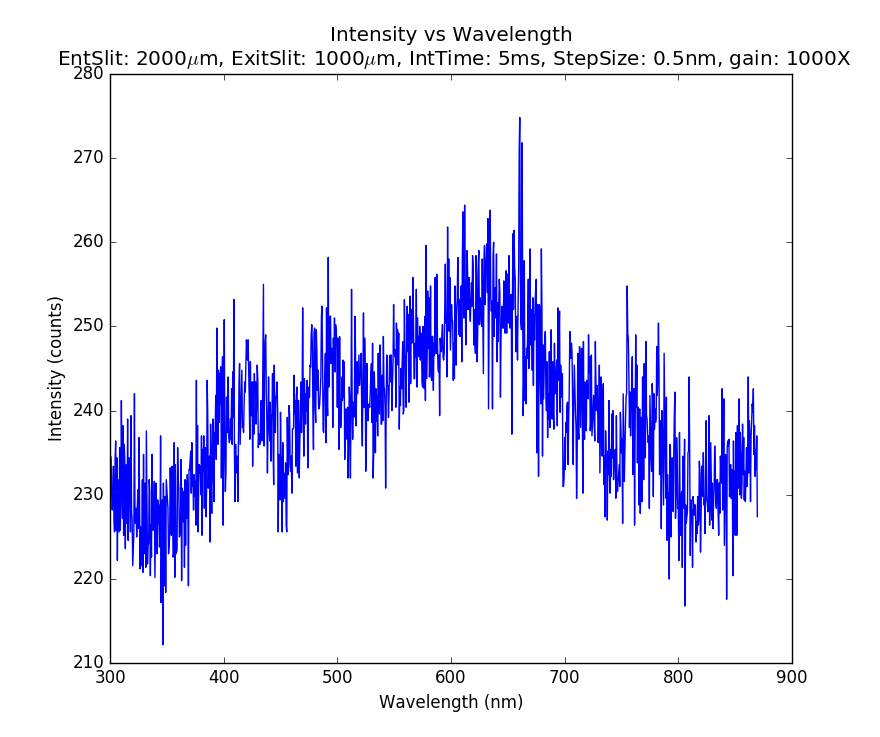 Intensity vs Wavelength
EntSlit: 2000μm, ExitSlit: 1000μm, IntTime: 5ms, StepSize: 0.5nm, gain: 1000X
280
270
260
250
240
230
220
210
Intensity (counts)
300 400 500 600 700 800 900
Wavelength (nm)